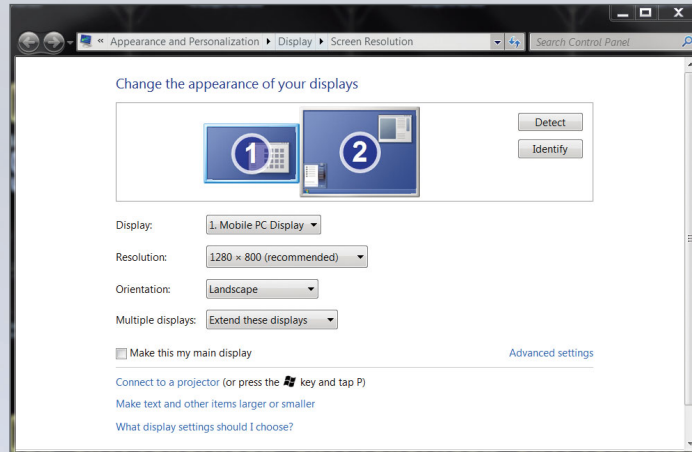 « Appearance and Personalization ▸ Display ▸ Screen Resolution
Search Control Panel
Change the appearance of your displays
1
2
Detect
Identify
Display: 1. Mobile PC Display
Resolution: 1280 × 800 (recommended)
Orientation: Landscape
Multiple displays: Extend these displays
Make this my main display
Advanced settings
Connect to a projector (or press the key and tap P)
Make text and other items larger or smaller
What display settings should I choose?